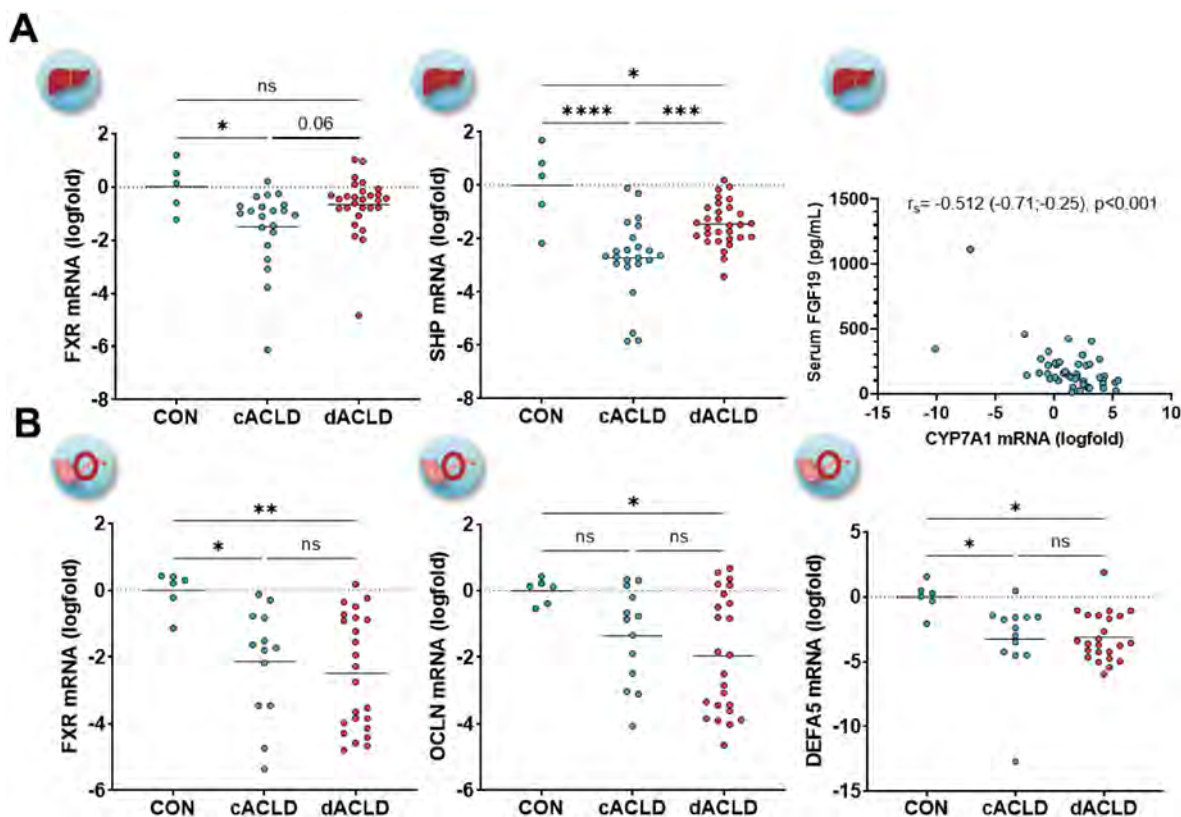 A
ns
*
0.06
FXR mRNA (logfold)
2
0
-2
-4
-6
-8
CON cACLD dACLD
*
**** ***
SHP mRNA (logfold)
2
0
-2
-4
-6
-8
CON cACLD dACLD
rs= -0.512 (-0.71;-0.25), p<0.001
Serum FGF19 (pg/mL)
1500
1000
500
0
-15 -10 -5 0 5 10
CYP7A1 mRNA (logfold)
B
**
* ns
FXR mRNA (logfold)
2
0
-2
-4
-6
CON cACLD dACLD
*
ns ns
OCLN mRNA (logfold)
2
0
-2
-4
-6
CON cACLD dACLD
*
* ns
DEFA5 mRNA (logfold)
5
0
-5
-10
-15
CON cACLD dACLD